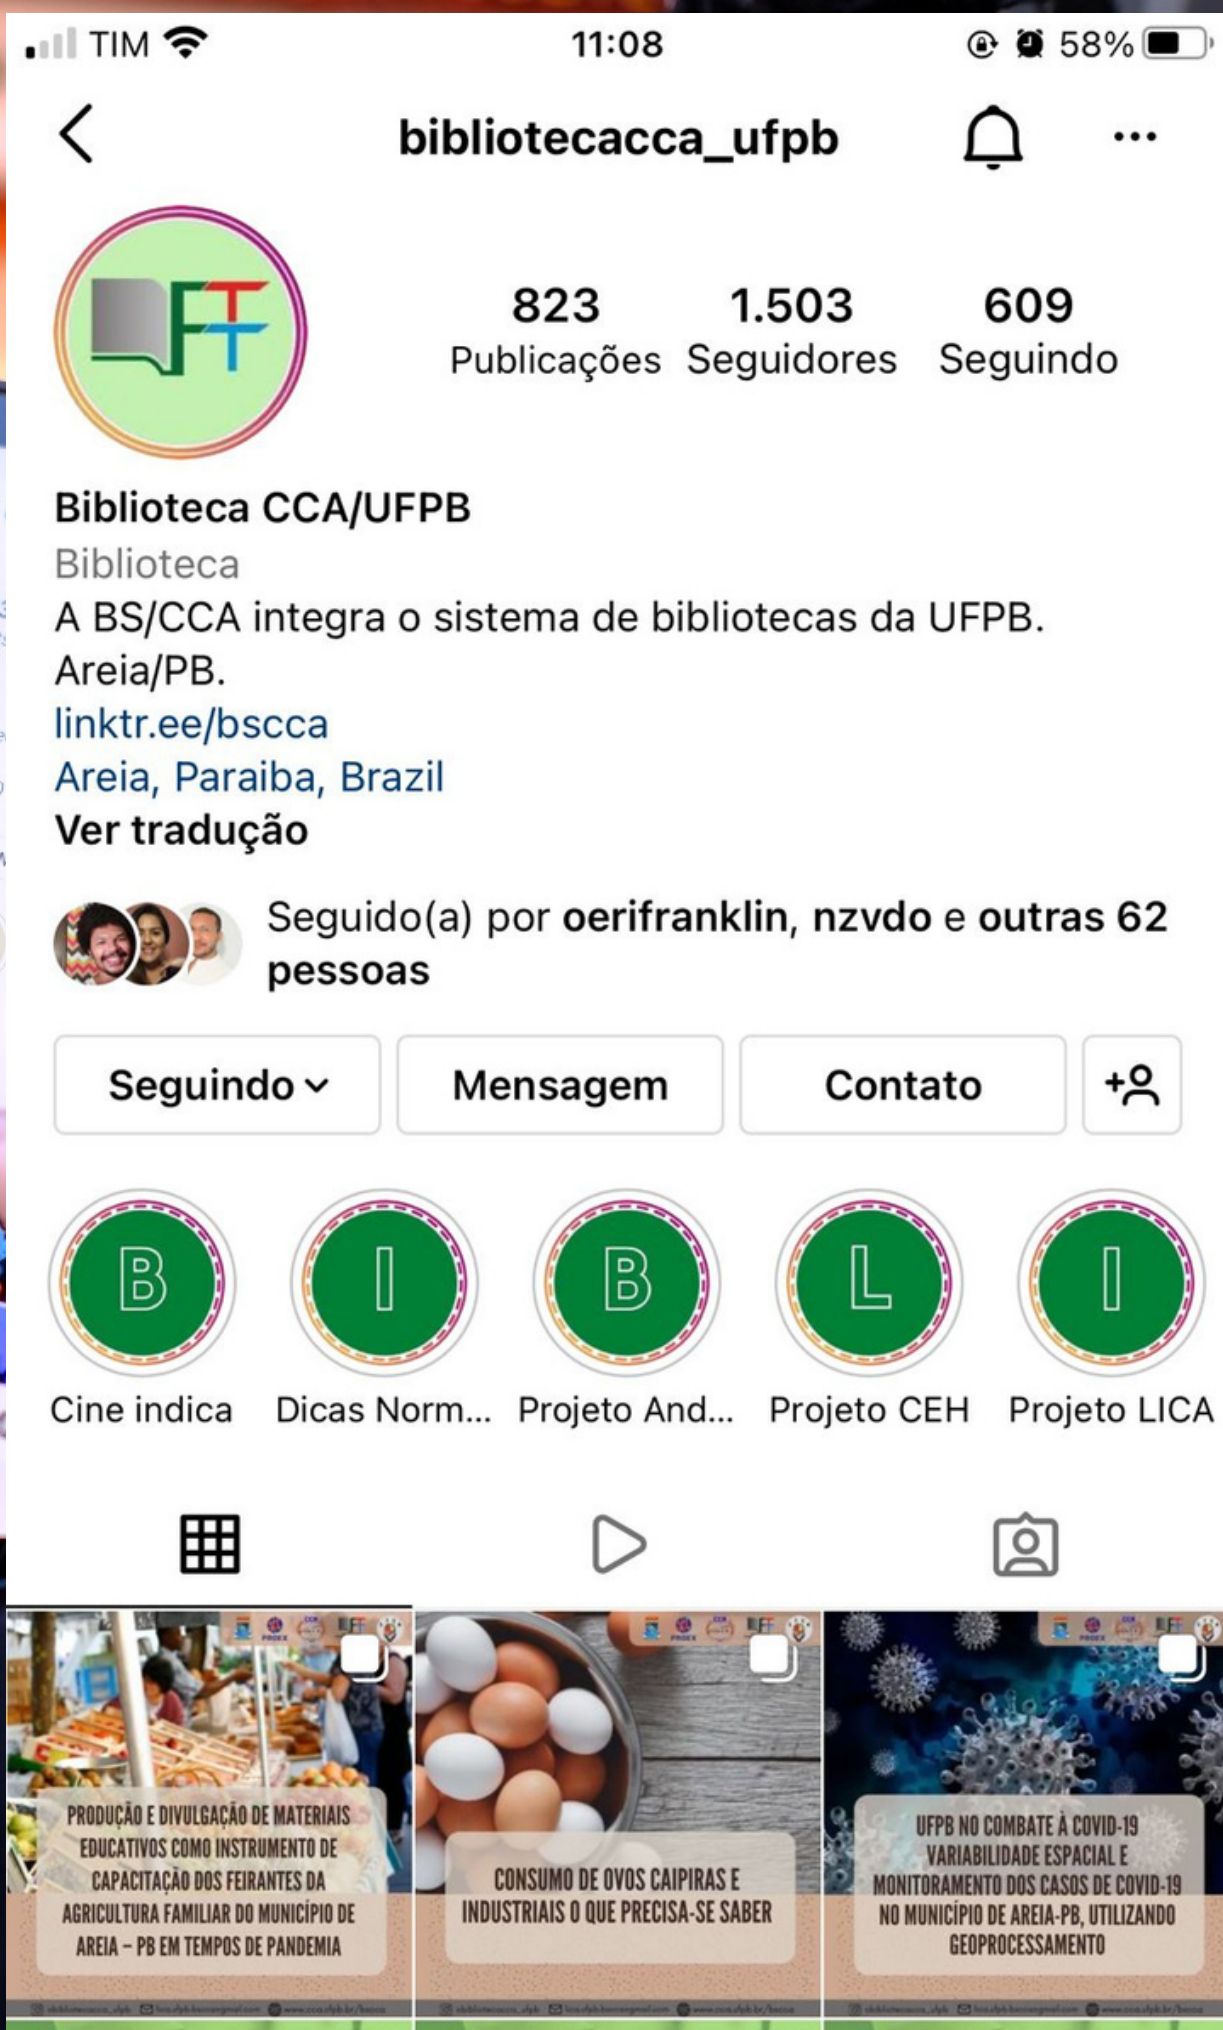 TIM 11:08 58%
bibliotecacca_ufpb
823 1.503 609
Publicações Seguidores Seguindo
Biblioteca CCA/UFPB
Biblioteca
A BS/CCA integra o sistema de bibliotecas da UFPB.
Areia/PB.
linktr.ee/bscca
Areia, Paraiba, Brazil
Ver tradução
Seguido(a) por oerifranklin, nzvdo e outras 62
pessoas
Seguindo Mensagem Contato
B I B L I
Cine indica Dicas Norm... Projeto And... Projeto CEH Projeto LICA
PRODUÇÃO E DIVULGAÇÃO DE MATERIAIS
EDUCATIVOS COMO INSTRUMENTO DE
CAPACITAÇÃO DOS FEIRANTES DA
AGRICULTURA FAMILIAR DO MUNICÍPIO DE
AREIA – PB EM TEMPOS DE PANDEMIA
CONSUMO DE OVOS CAIPIRAS E
INDUSTRIAIS O QUE PRECISA-SE SABER
UFPB NO COMBATE À COVID-19
VARIABILIDADE ESPACIAL E
MONITORAMENTO DOS CASOS DE COVID-19
NO MUNICÍPIO DE AREIA-PB, UTILIZANDO
GEOPROCESSAMENTO